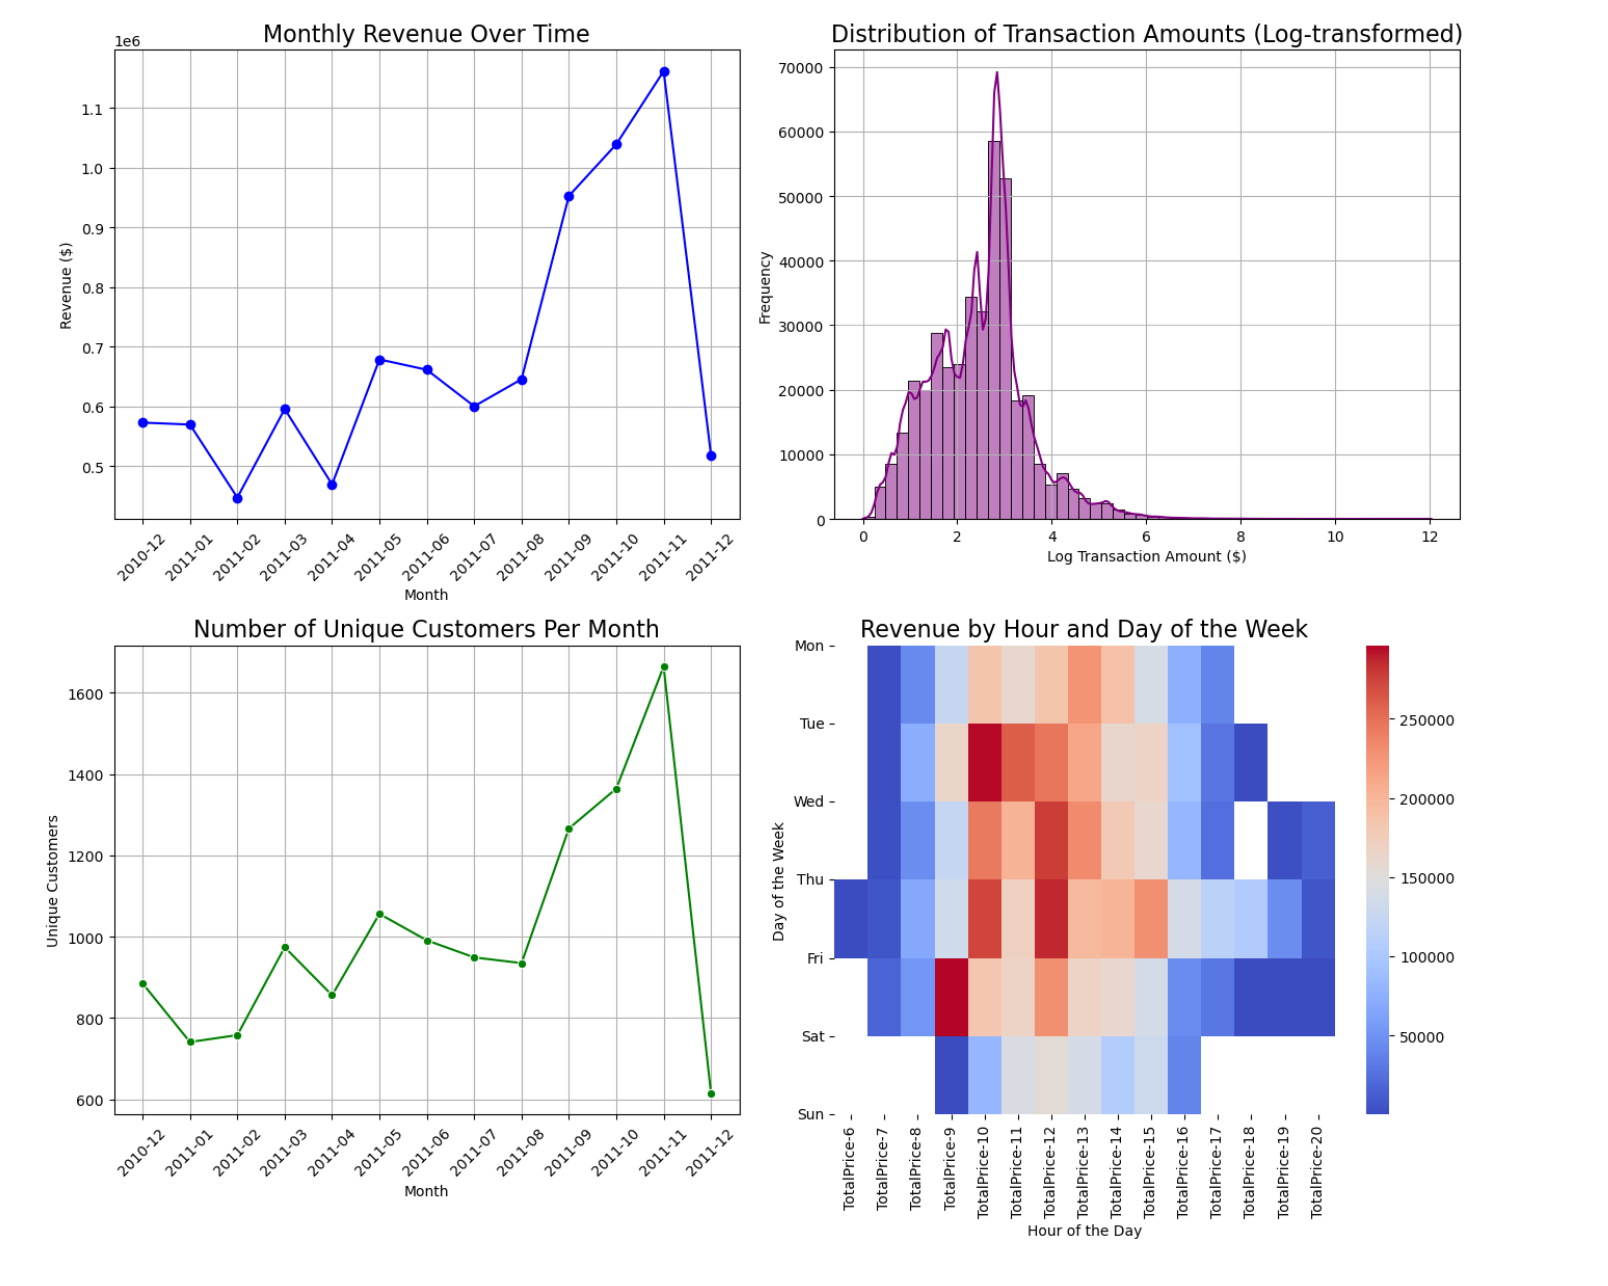 Monthly Revenue Over Time
1e6
1.1
1.0
0.9
0.8
0.7
0.6
0.5
Revenue ($)
2010-12
2011-01
2011-02
2011-03
2011-04
2011-05
2011-06
2011-07
2011-08
2011-09
2011-10
2011-11
2011-12
Month
Distribution of Transaction Amounts (Log-transformed)
70000
60000
50000
40000
30000
20000
10000
0
Frequency
0 2 4 6 8 10 12
Log Transaction Amount ($)
Number of Unique Customers Per Month
1600
1400
1200
1000
800
600
Unique Customers
2010-12
2011-01
2011-02
2011-03
2011-04
2011-05
2011-06
2011-07
2011-08
2011-09
2011-10
2011-11
2011-12
Month
Revenue by Hour and Day of the Week
Mon
Tue
Wed
Thu
Fri
Sat
Sun
Day of the Week
TotalPrice-6
TotalPrice-7
TotalPrice-8
TotalPrice-9
TotalPrice-10
TotalPrice-11
TotalPrice-12
TotalPrice-13
TotalPrice-14
TotalPrice-15
TotalPrice-16
TotalPrice-17
TotalPrice-18
TotalPrice-19
TotalPrice-20
Hour of the Day
250000
200000
150000
100000
50000